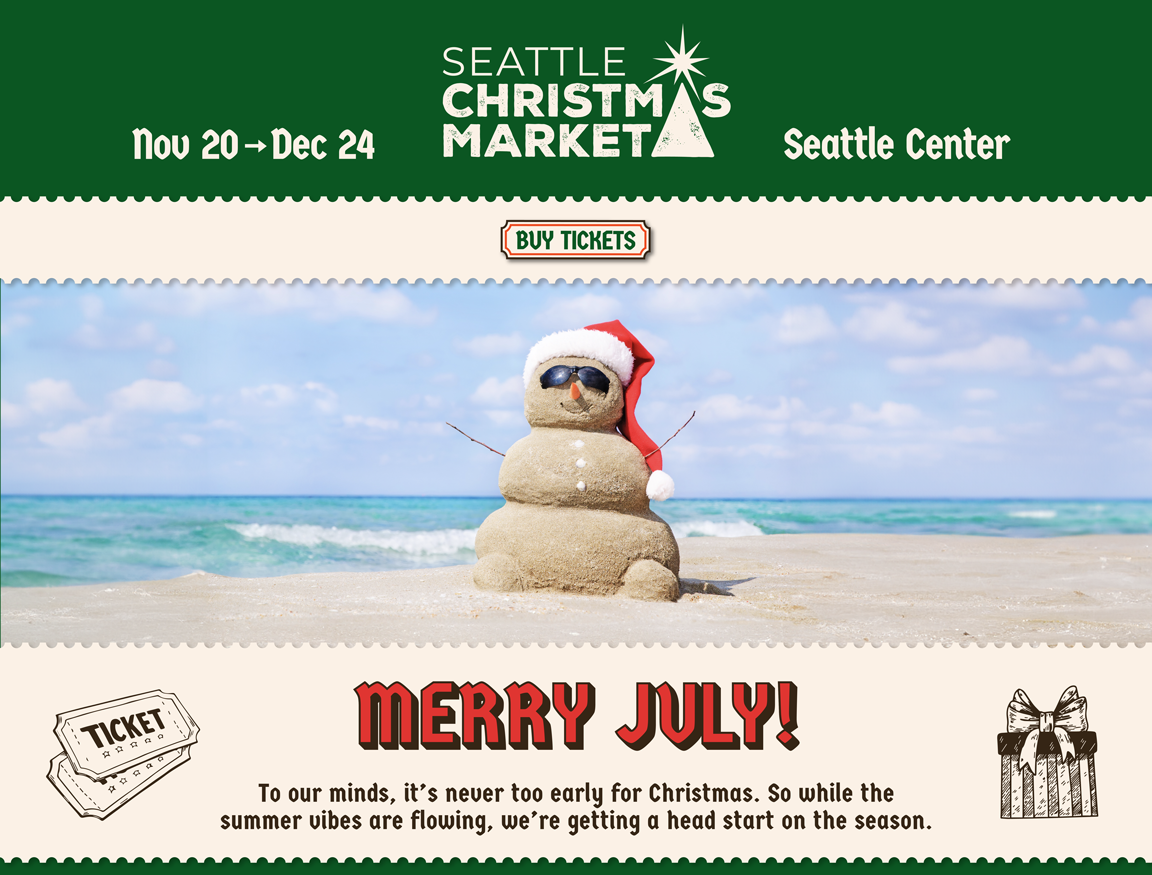 SEATTLE
CHRISTMAS
MARKET
Nov 20→Dec 24
Seattle Center
BUY TICKETS
MERRY JULY!
TICKET
To our minds, it's never too early for Christmas. So while the
summer vibes are flowing, we're getting a head start on the season.